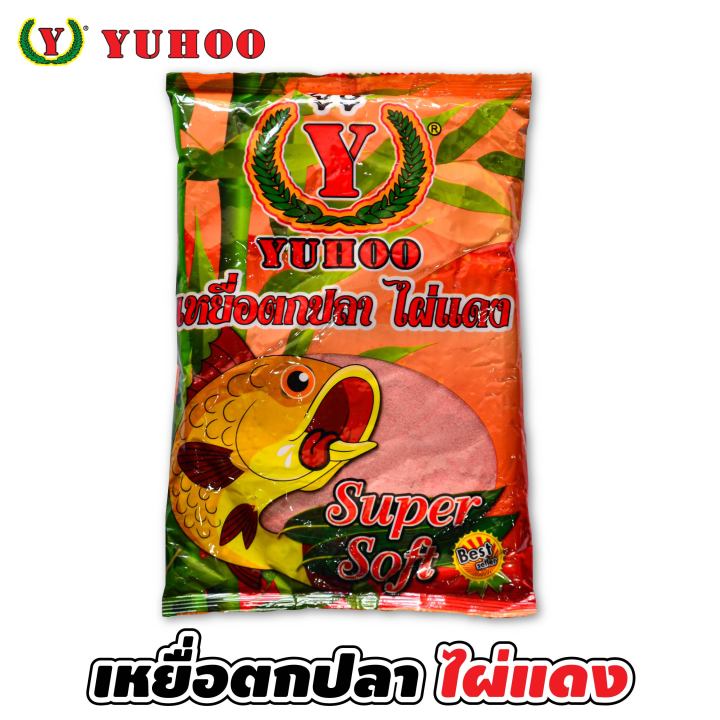 Y ® YUHOO
Y ®
YUHOO
เหยื่อตกปลา ไผ่แดง
Super
Soft
Best
seller
เหยื่อตกปลา ไผ่แดง